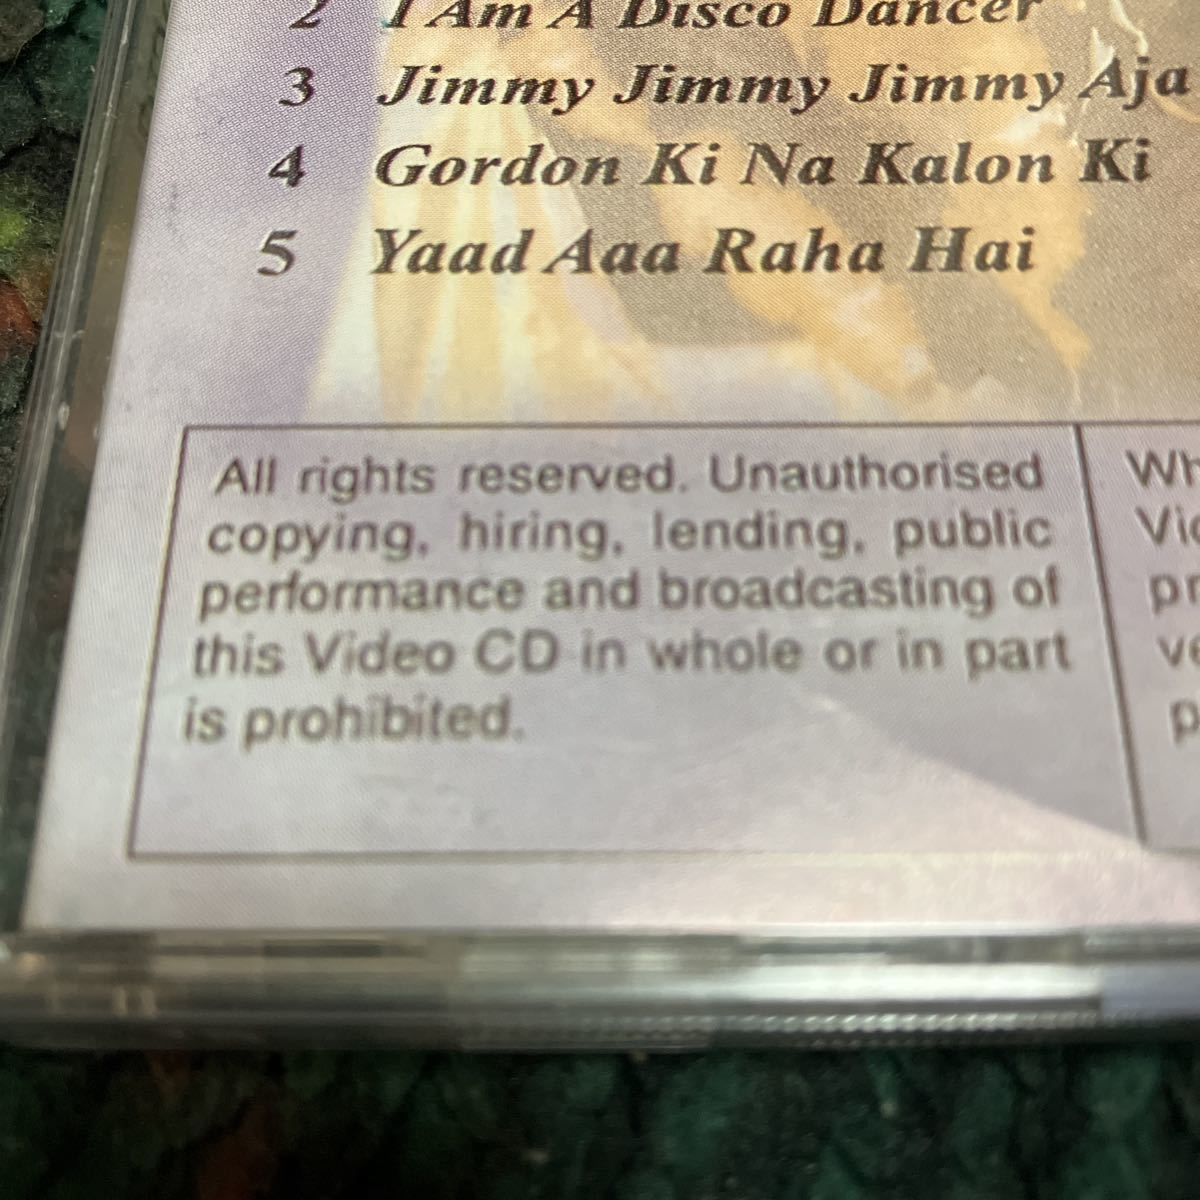 2 I Am A Disco Dancer
3 Jimmy Jimmy Jimmy Aja
4 Gordon Ki Na Kalon Ki
5 Yaad Aaa Raha Hai
All rights reserved. Unauthorised
copying, hiring, lending, public
performance and broadcasting of
this Video CD in whole or in part
is prohibited.